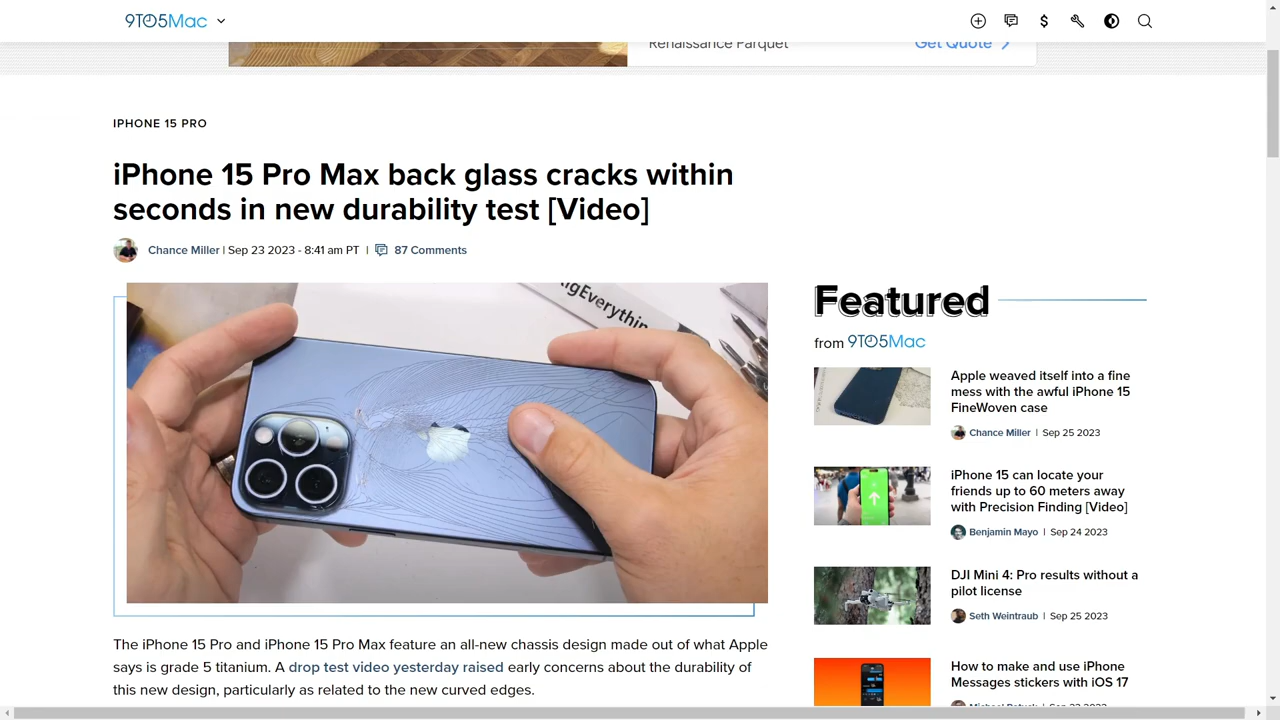 9TO5Mac
$
Renaissance Parquet
Get Quote
IPHONE 15 PRO
iPhone 15 Pro Max back glass cracks within
seconds in new durability test [Video]
Chance Miller | Sep 23 2023 - 8:41 am PT | 87 Comments
igEverything
The iPhone 15 Pro and iPhone 15 Pro Max feature an all-new chassis design made out of what Apple
says is grade 5 titanium. A drop test video yesterday raised early concerns about the durability of
this new design, particularly as related to the new curved edges.
Featured
from 9TO5Mac
Apple weaved itself into a fine
mess with the awful iPhone 15
FineWoven case
Chance Miller | Sep 25 2023
iPhone 15 can locate your
friends up to 60 meters away
with Precision Finding [Video]
Benjamin Mayo | Sep 24 2023
DJI Mini 4: Pro results without a
pilot license
Seth Weintraub | Sep 25 2023
How to make and use iPhone
Messages stickers with iOS 17